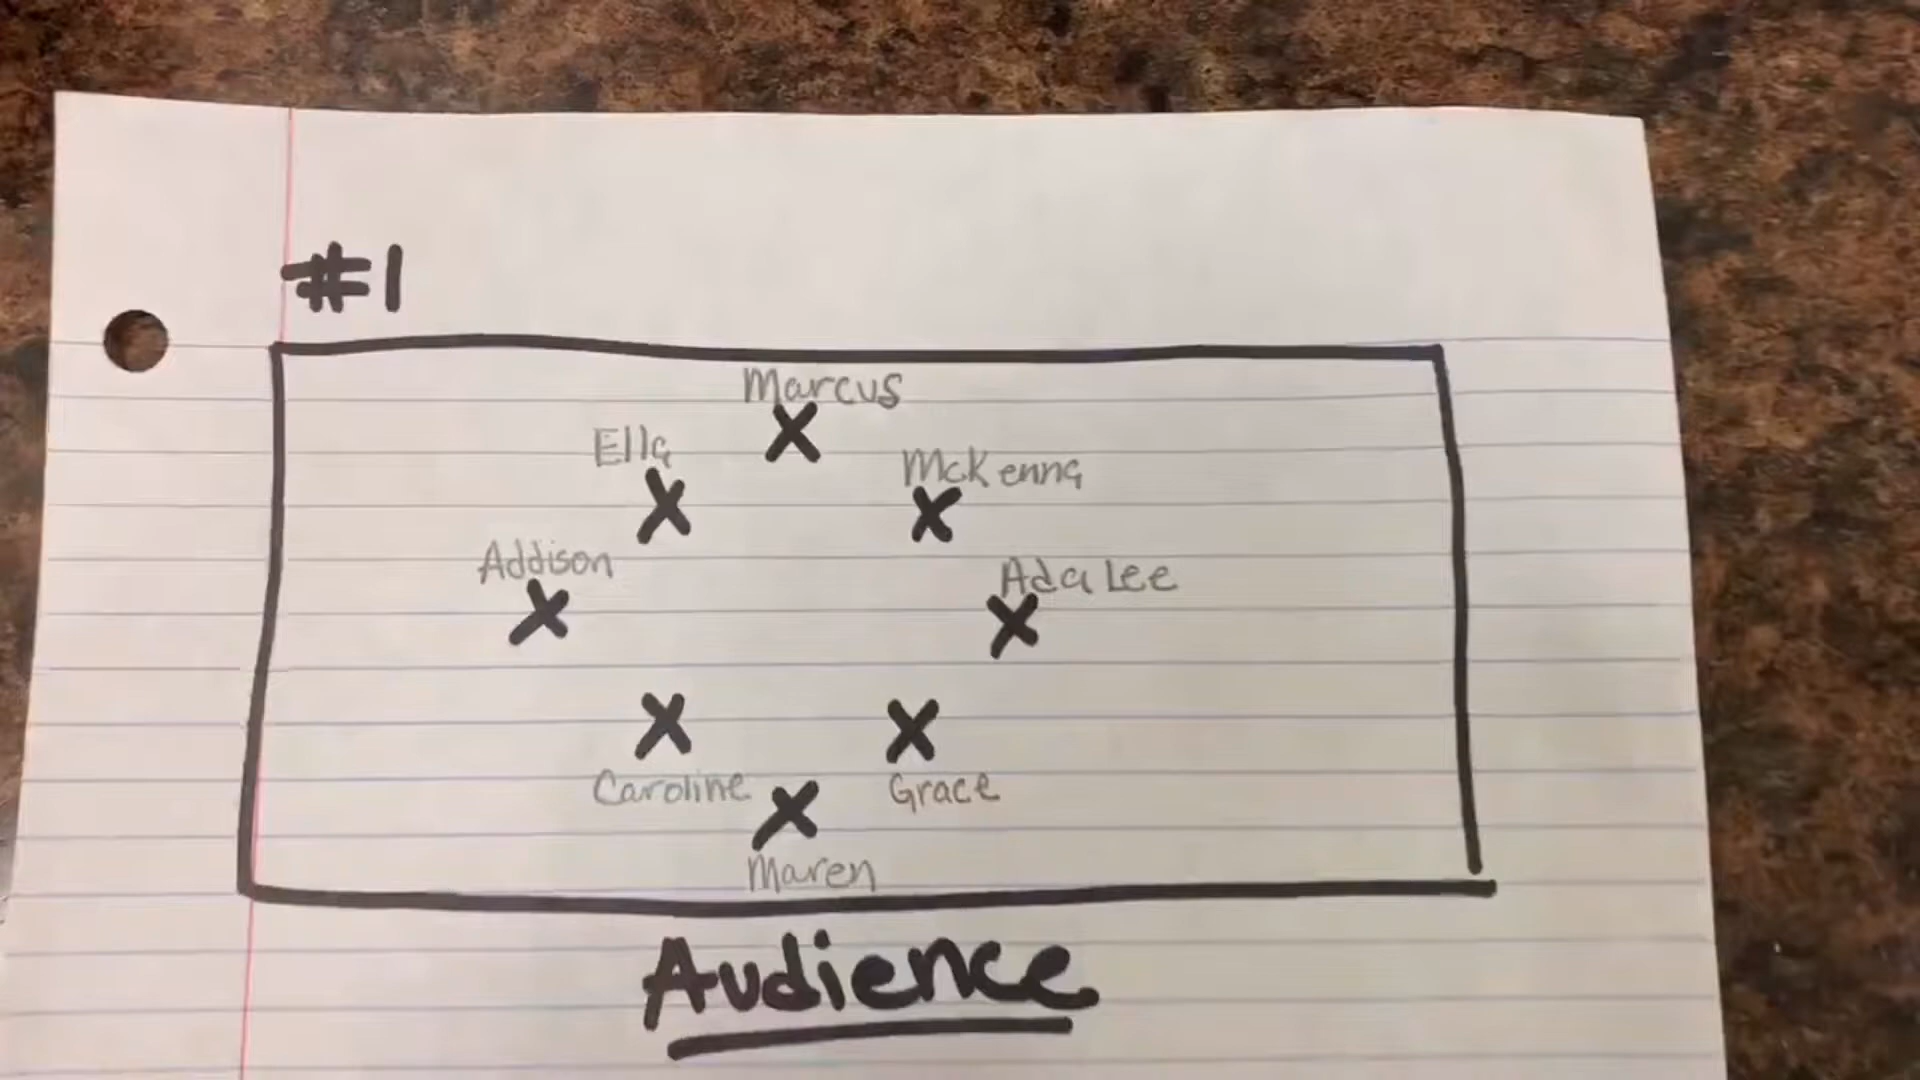 #1
Marcus
Ella
McKenna
Addison
Ada Lee
Caroline
Grace
Maren
Audience